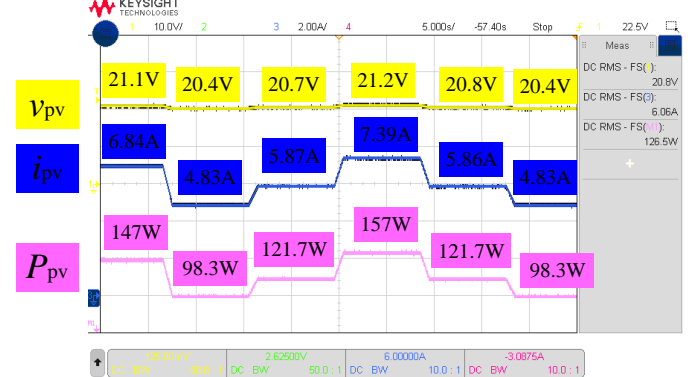 KEYSIGHT
TECHNOLOGIES
1 10.0V/ 2 3 2.00A/ 4 5.000s/ -57.40s Stop 1 22.5V
Meas
DC RMS - FS(1):
20.8V
DC RMS - FS(3):
6.06A
DC RMS - FS(M1):
126.5W
21.1V 20.4V 20.7V 21.2V 20.8V 20.4V
vpv
6.84A 4.83A 5.87A 7.39A 5.86A 4.83A
ipv
147W 98.3W 121.7W 157W 121.7W 98.3W
Ppv
2.62500V 6.00000A -3.0875A
DC BW DC BW 50.0 : 1 DC BW 10.0 : 1 DC BW 10.0 : 1